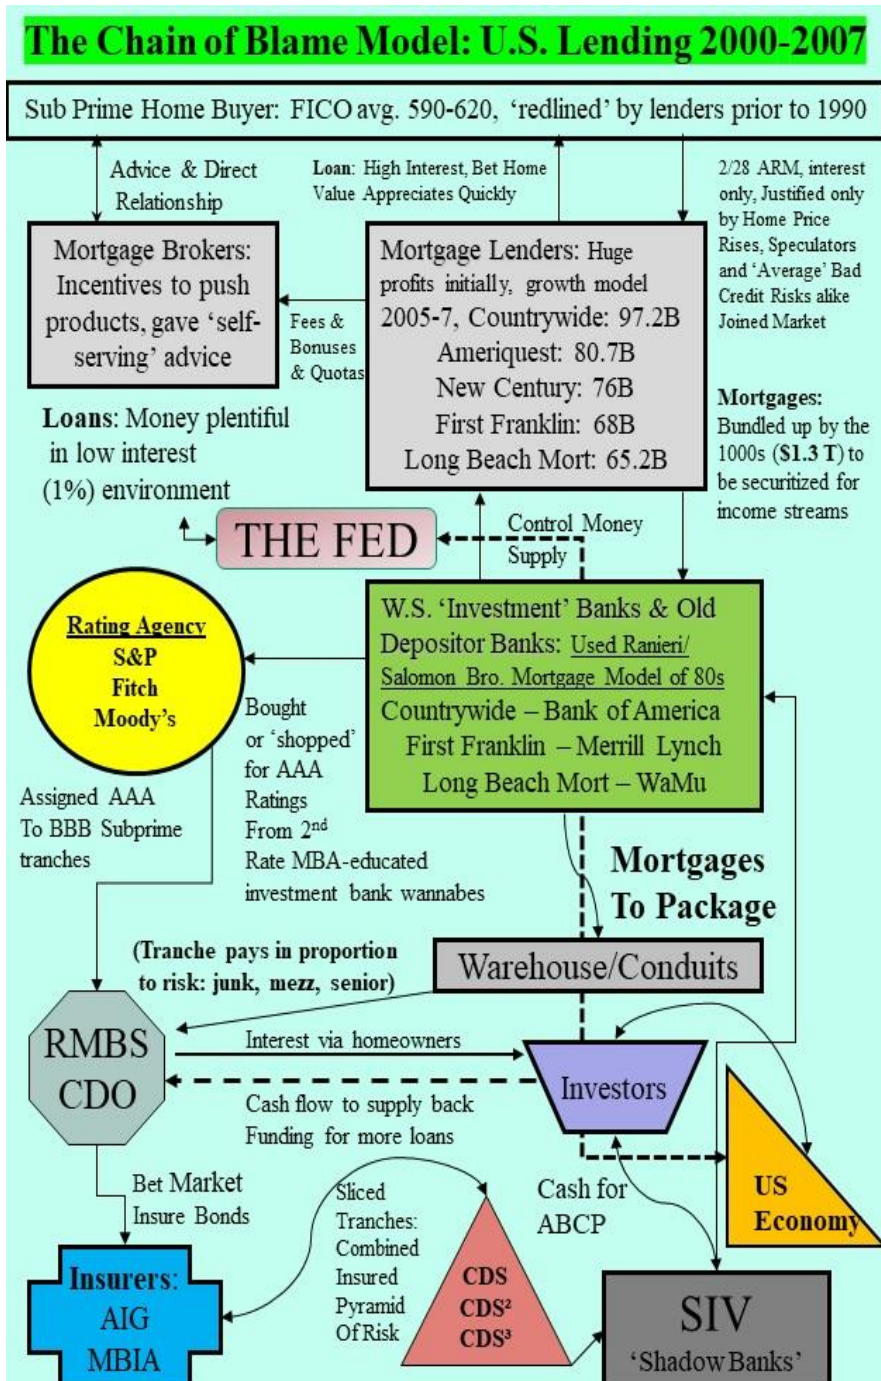 The Chain of Blame Model: U.S. Lending 2000-2007
Sub Prime Home Buyer: FICO avg. 590-620, ‘redlined’ by lenders prior to 1990
Advice & Direct
Relationship
Loan: High Interest, Bet Home
Value Appreciates Quickly
2/28 ARM, interest
only, Justified only
by Home Price
Rises, Speculators
and ‘Average’ Bad
Credit Risks alike
Joined Market
Mortgage Brokers:
Incentives to push
products, gave ‘self-
serving’ advice
Fees &
Bonuses
& Quotas
Mortgage Lenders: Huge
profits initially, growth model
2005-7, Countrywide: 97.2B
Ameriquest: 80.7B
New Century: 76B
First Franklin: 68B
Long Beach Mort: 65.2B
Mortgages:
Bundled up by the
1000s ($1.3 T) to
be securitized for
income streams
Loans: Money plentiful
in low interest
(1%) environment
THE FED
Control Money
Supply
Rating Agency
S&P
Fitch
Moody’s
W.S. ‘Investment’ Banks & Old
Depositor Banks: Used Ranieri/
Salomon Bro. Mortgage Model of 80s
Countrywide – Bank of America
First Franklin – Merrill Lynch
Long Beach Mort – WaMu
Bought
or ‘shopped’
for AAA
Ratings
From 2nd
Rate MBA-educated
investment bank wannabes
Assigned AAA
To BBB Subprime
tranches
Mortgages
To Package
(Tranche pays in proportion
to risk: junk, mezz, senior)
Warehouse/Conduits
RMBS
CDO
Interest via homeowners
Cash flow to supply back
Funding for more loans
Investors
US
Economy
Bet Market
Insure Bonds
Sliced
Tranches:
Combined
Insured
Pyramid
Of Risk
Cash for
ABCP
Insurers:
AIG
MBIA
CDS
CDS²
CDS³
SIV
‘Shadow Banks’